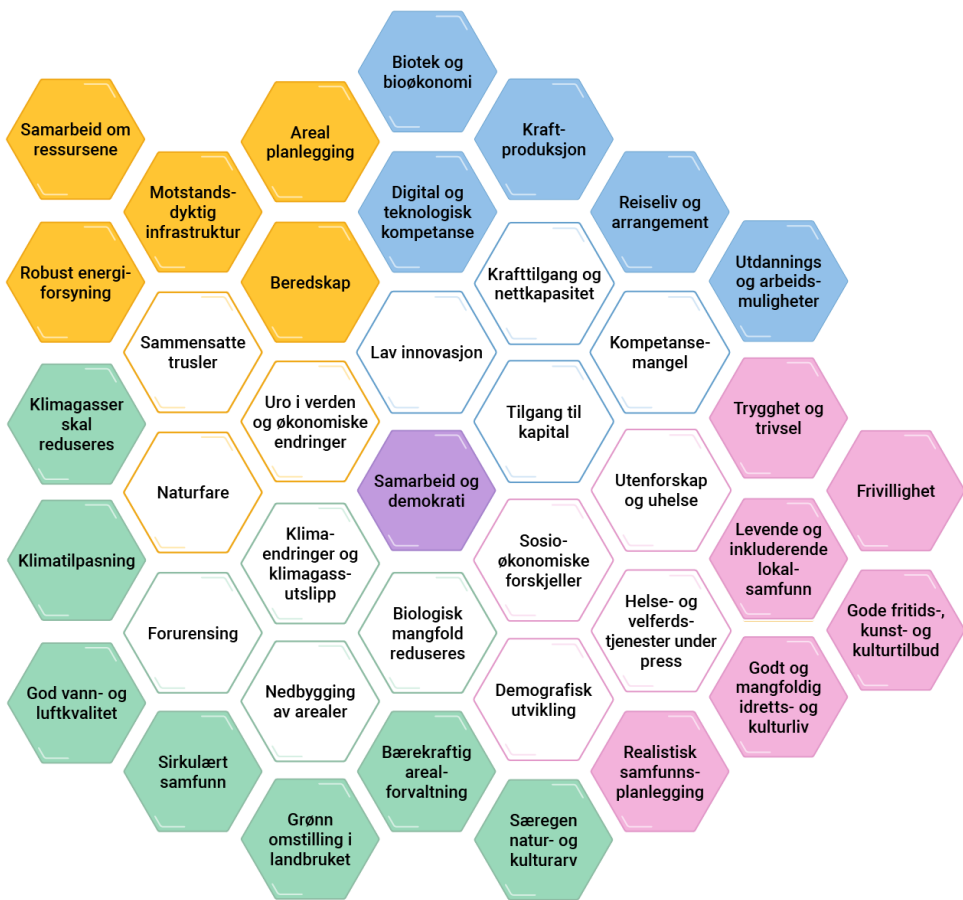 Biotek og
bioøkonomi
Samarbeid om
ressursene
Areal
planlegging
Kraft-
produksjon
Motstands-
dyktig
infrastruktur
Digital og
teknologisk
kompetanse
Reiseliv og
arrangement
Robust energi-
forsyning
Beredskap
Krafttilgang og
nettkapasitet
Utdannings
og arbeids-
muligheter
Sammensatte
trusler
Lav innovasjon
Kompetanse-
mangel
Klimagasser
skal
reduseres
Uro i verden
og økonomiske
endringer
Tilgang til
kapital
Trygghet og
trivsel
Naturfare
Samarbeid og
demokrati
Utenforskap
og uhelse
Frivillighet
Klimatilpasning
Klima-
endringer og
klimagass-
utslipp
Sosio-
økonomiske
forskjeller
Levende og
inkluderende
lokal-
samfunn
Forurensing
Biologisk
mangfold
reduseres
Helse- og
velferds-
tjenester under
press
Gode fritids-,
kunst- og
kulturtilbud
God vann- og
luftkvalitet
Nedbygging
av arealer
Demografisk
utvikling
Godt og
mangfoldig
idretts- og
kulturliv
Sirkulært
samfunn
Bærekraftig
areal-
forvaltning
Realistisk
samfunns-
planlegging
Grønn
omstilling i
landbruket
Særegen
natur- og
kulturarv